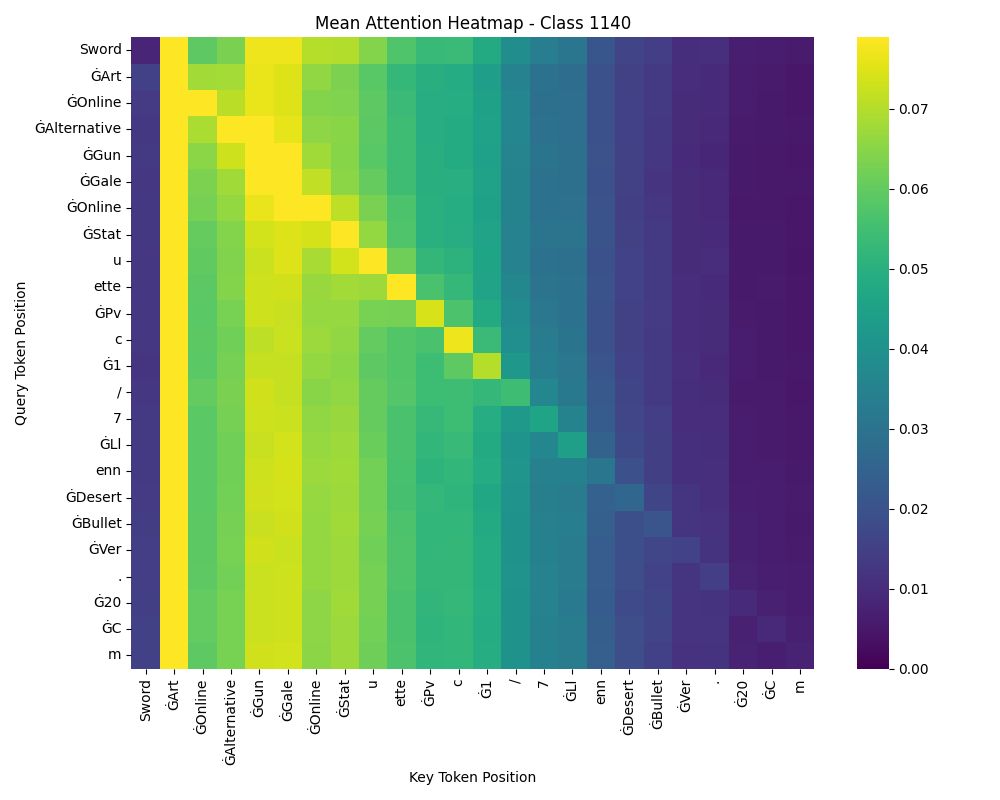 Mean Attention Heatmap - Class 1140
Query Token Position
Sword
ĠArt
ĠOnline
ĠAlternative
ĠGun
ĠGale
ĠOnline
ĠStat
u
ette
ĠPv
c
Ġ1
/
7
ĠLl
enn
ĠDesert
ĠBullet
ĠVer
.
Ġ20
ĠC
m
Sword
ĠArt
ĠOnline
ĠAlternative
ĠGun
ĠGale
ĠOnline
ĠStat
u
ette
ĠPv
c
Ġ1
/
7
ĠLl
enn
ĠDesert
ĠBullet
ĠVer
.
Ġ20
ĠC
m
Key Token Position
0.07
0.06
0.05
0.04
0.03
0.02
0.01
0.00